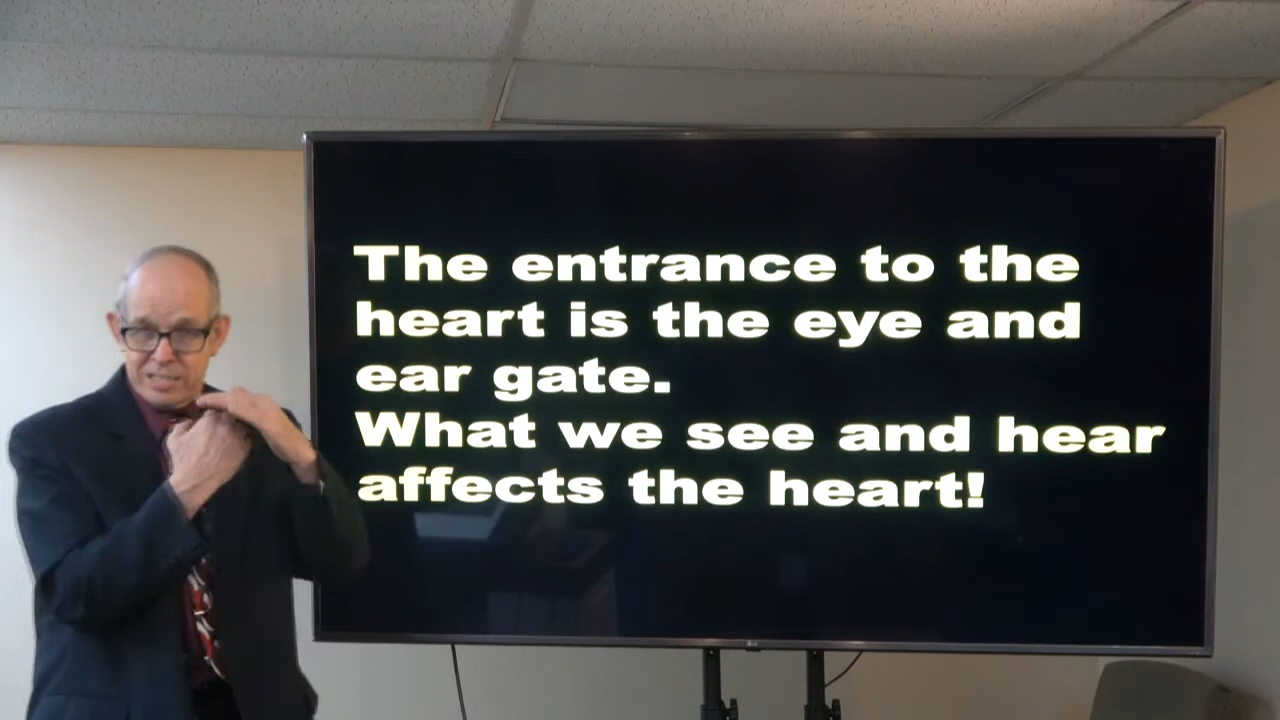 The entrance to the
heart is the eye and
ear gate.
What we see and hear
affects the heart!